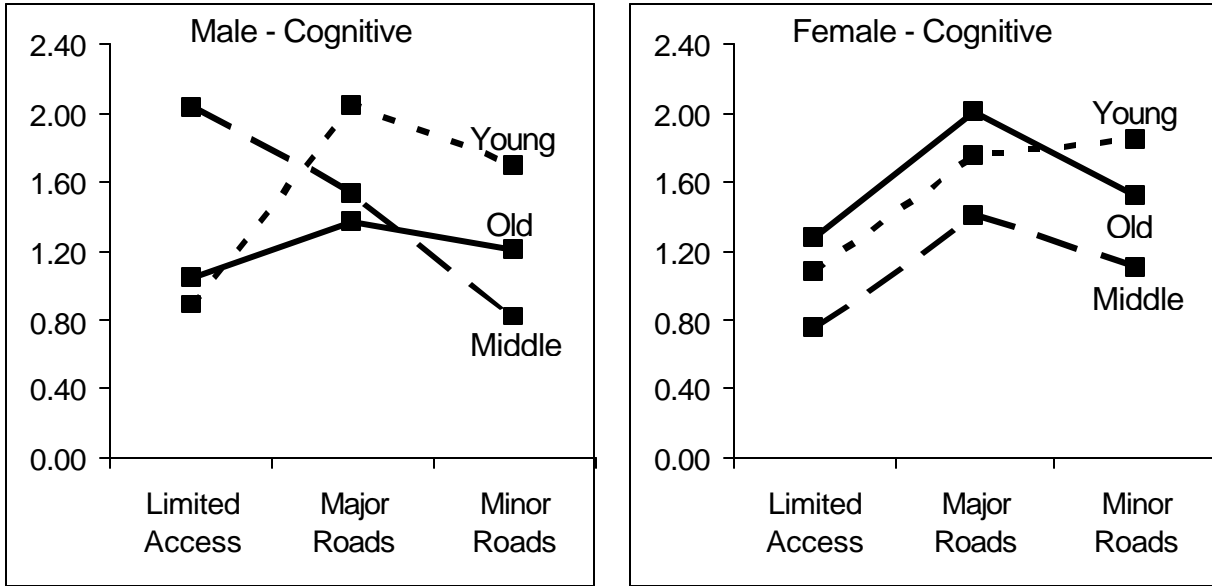 Male - Cognitive
2.40
2.00
1.60
1.20
0.80
0.40
0.00
Young
Old
Middle
Limited Access
Major Roads
Minor Roads
Female - Cognitive
2.40
2.00
1.60
1.20
0.80
0.40
0.00
Young
Old
Middle
Limited Access
Major Roads
Minor Roads